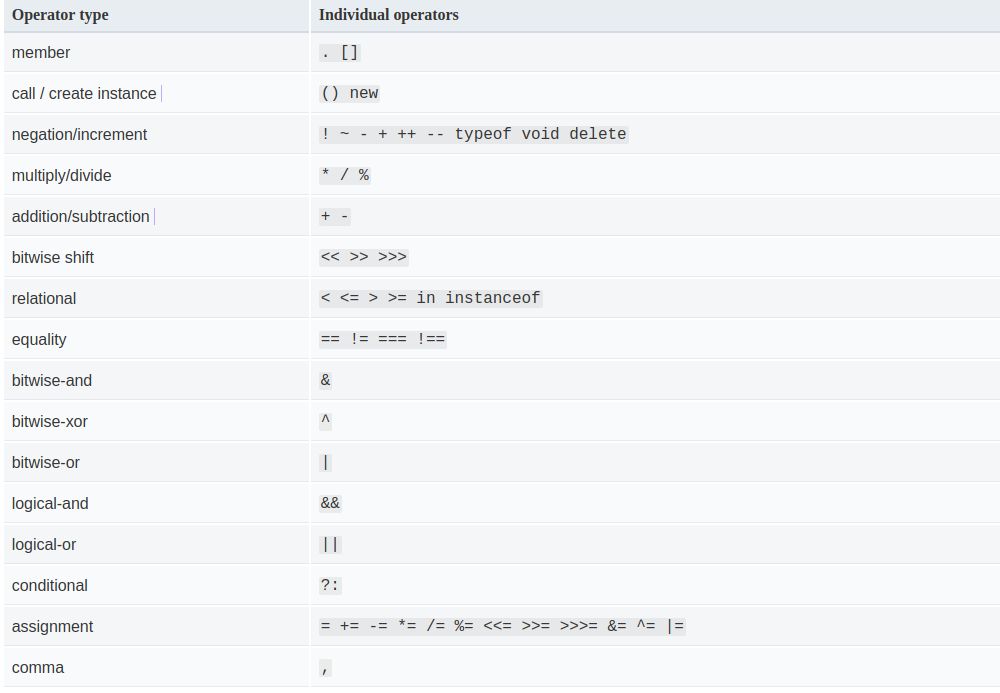 Operator type Individual operators
member . []
call / create instance () new
negation/increment ! ~ - + ++ -- typeof void delete
multiply/divide * / %
addition/subtraction + -
bitwise shift << >> >>>
relational < <= > >= in instanceof
equality == != === !==
bitwise-and &
bitwise-xor ^
bitwise-or |
logical-and &&
logical-or ||
conditional ?:
assignment = += -= *= /= %= <<= >>= >>>= &= ^= |=
comma ,